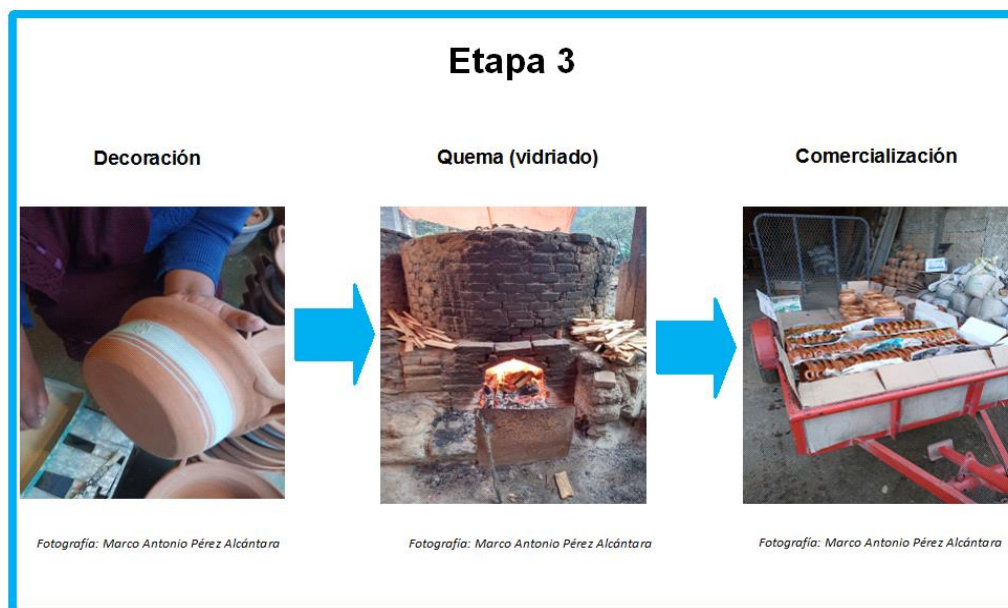 Etapa 3
Decoración
Quema (vidriado)
Comercialización
Fotografía: Marco Antonio Pérez Alcántara
Fotografía: Marco Antonio Pérez Alcántara
Fotografía: Marco Antonio Pérez Alcántara